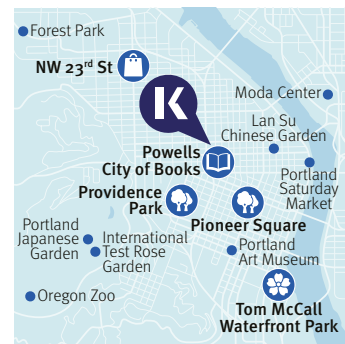 Forest Park
NW 23rd St
K
Moda Center
Lan Su
Chinese Garden
Powells
City of Books
Portland
Saturday
Market
Providence
Park
Pioneer Square
Portland
Japanese
Garden
International
Test Rose
Garden
Portland
Art Museum
Oregon Zoo
Tom McCall
Waterfront Park